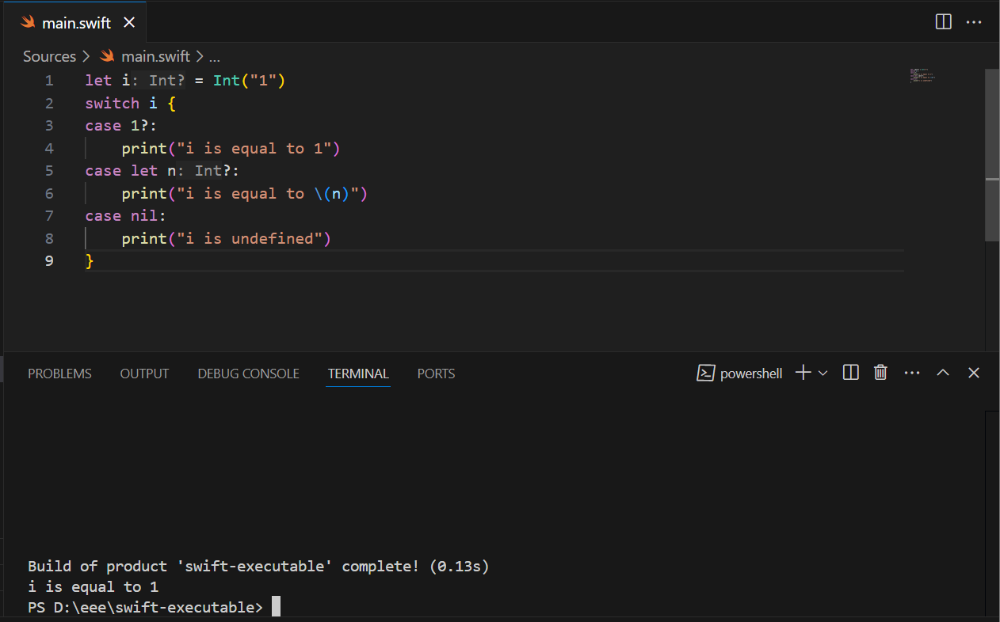 main.swift
Sources > main.swift > ...
1 let i: Int? = Int("1")
2 switch i {
3 case 1?:
4     print("i is equal to 1")
5 case let n: Int?:
6     print("i is equal to \(n)")
7 case nil:
8     print("i is undefined")
9 }
PROBLEMS OUTPUT DEBUG CONSOLE TERMINAL PORTS powershell
Build of product 'swift-executable' complete! (0.13s)
i is equal to 1
PS D:\eee\swift-executable>